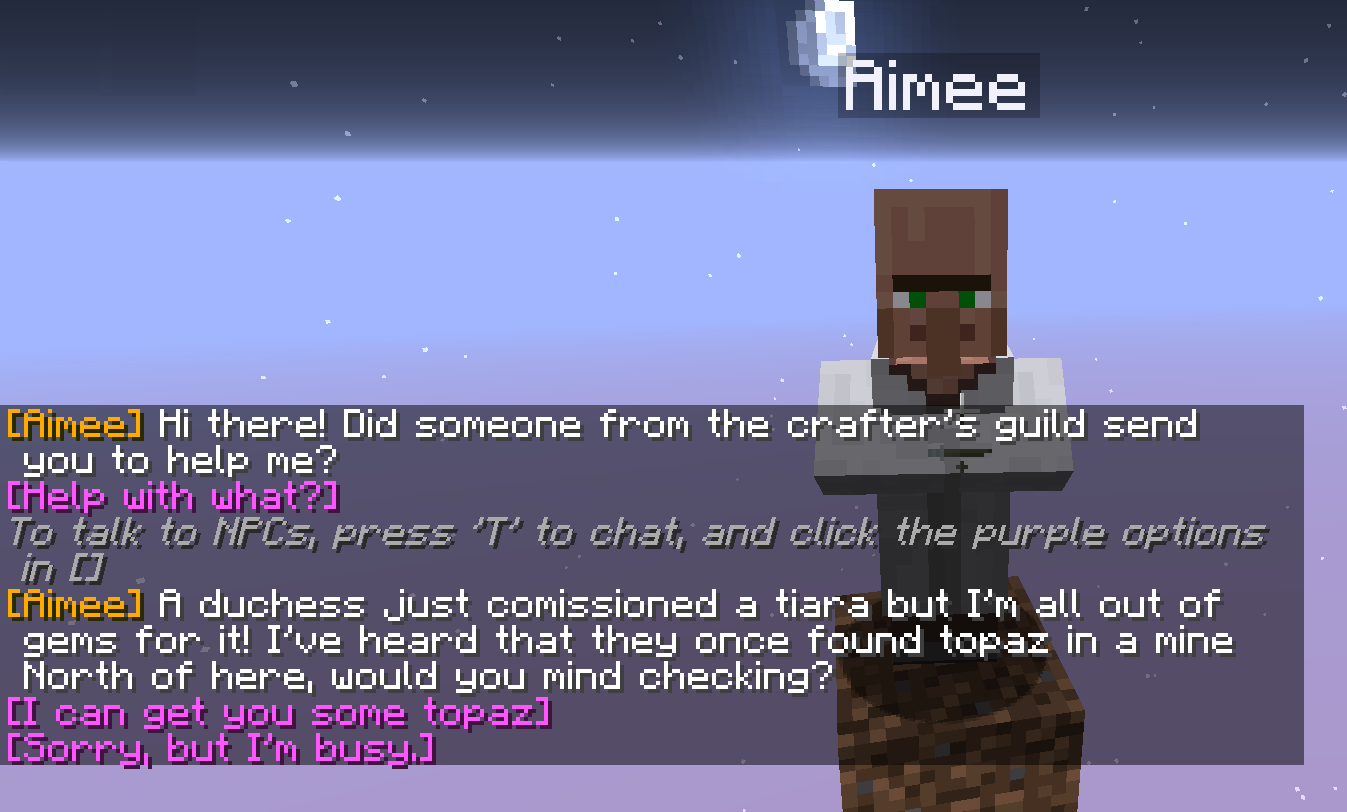 Aimee
[Aimee] Hi there! Did someone from the crafter's guild send
you to help me?
[Help with what?]
To talk to NPCs, press 'T' to chat, and click the purple options
in []
[Aimee] A duchess just comissioned a tiara but I'm all out of
gems for it! I've heard that they once found topaz in a mine
North of here, would you mind checking?
[I can get you some topaz]
[Sorry, but I'm busy.]